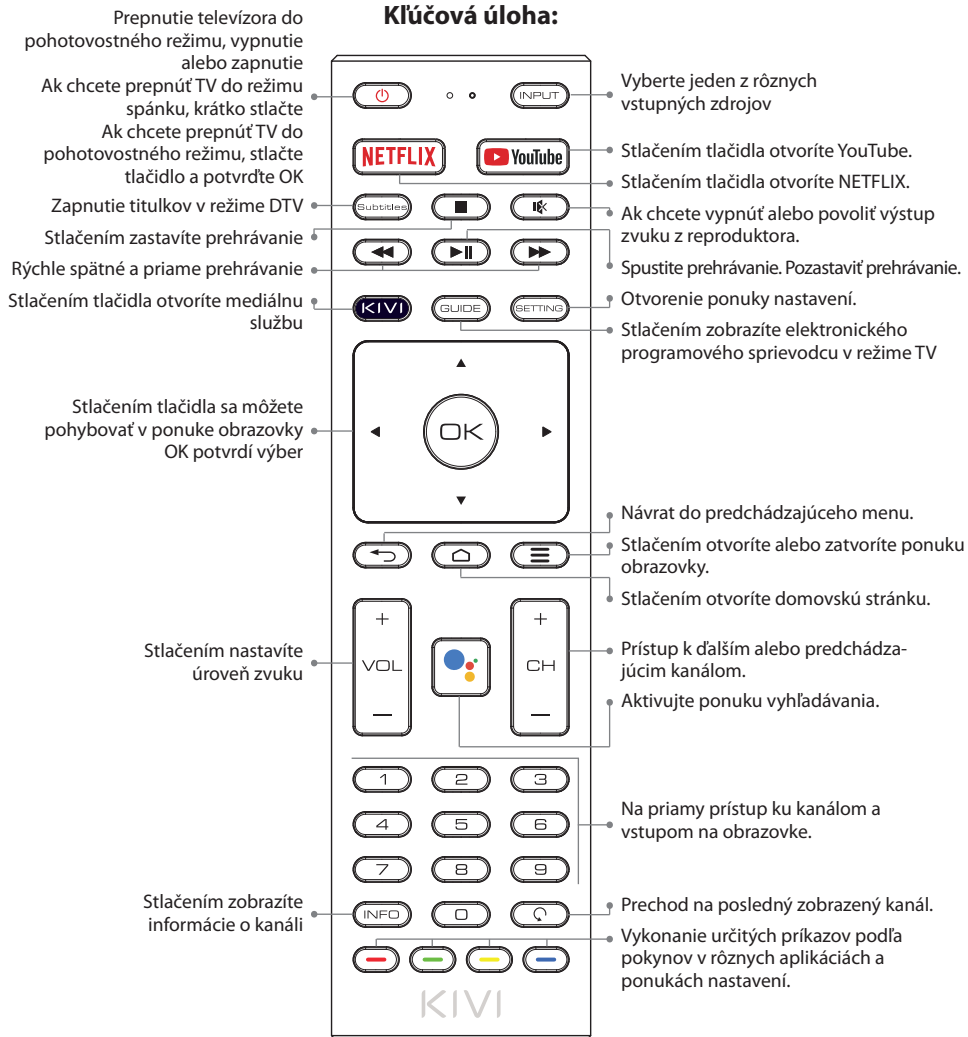 Kľúčová úloha:
Prepnutie televízora do
pohotovostného režimu, vypnutie
alebo zapnutie
Ak chcete prepnúť TV do režimu
spánku, krátko stlačte
Ak chcete prepnúť TV do
pohotovostného režimu, stlačte
tlačidlo a potvrďte OK
Zapnutie titulkov v režime DTV
Stlačením zastavíte prehrávanie
Rýchle spätné a priame prehrávanie
Stlačením tlačidla otvoríte mediálnu
službu
Stlačením tlačidla sa môžete
pohybovať v ponuke obrazovky
OK potvrdí výber
Stlačením nastavíte
úroveň zvuku
Stlačením zobrazíte
informácie o kanáli
INPUT
NETFLIX
YouTube
Subtitles
KIVI
GUIDE
SETTING
OK
+
VOL
—
+
CH
—
1
2
3
4
5
6
7
8
9
INFO
0
KIVI
Vyberte jeden z rôznych
vstupných zdrojov
Stlačením tlačidla otvoríte YouTube.
Stlačením tlačidla otvoríte NETFLIX.
Ak chcete vypnúť alebo povoliť výstup
zvuku z reproduktora.
Spustite prehrávanie. Pozastaviť prehrávanie.
Otvorenie ponuky nastavení.
Stlačením zobrazíte elektronického
programového sprievodcu v režime TV
Návrat do predchádzajúceho menu.
Stlačením otvoríte alebo zatvoríte ponuku
obrazovky.
Stlačením otvoríte domovskú stránku.
Prístup k ďalším alebo predchádza-
júcim kanálom.
Aktivujte ponuku vyhľadávania.
Na priamy prístup ku kanálom a
vstupom na obrazovke.
Prechod na posledný zobrazený kanál.
Vykonanie určitých príkazov podľa
pokynov v rôznych aplikáciách a
ponukách nastavení.